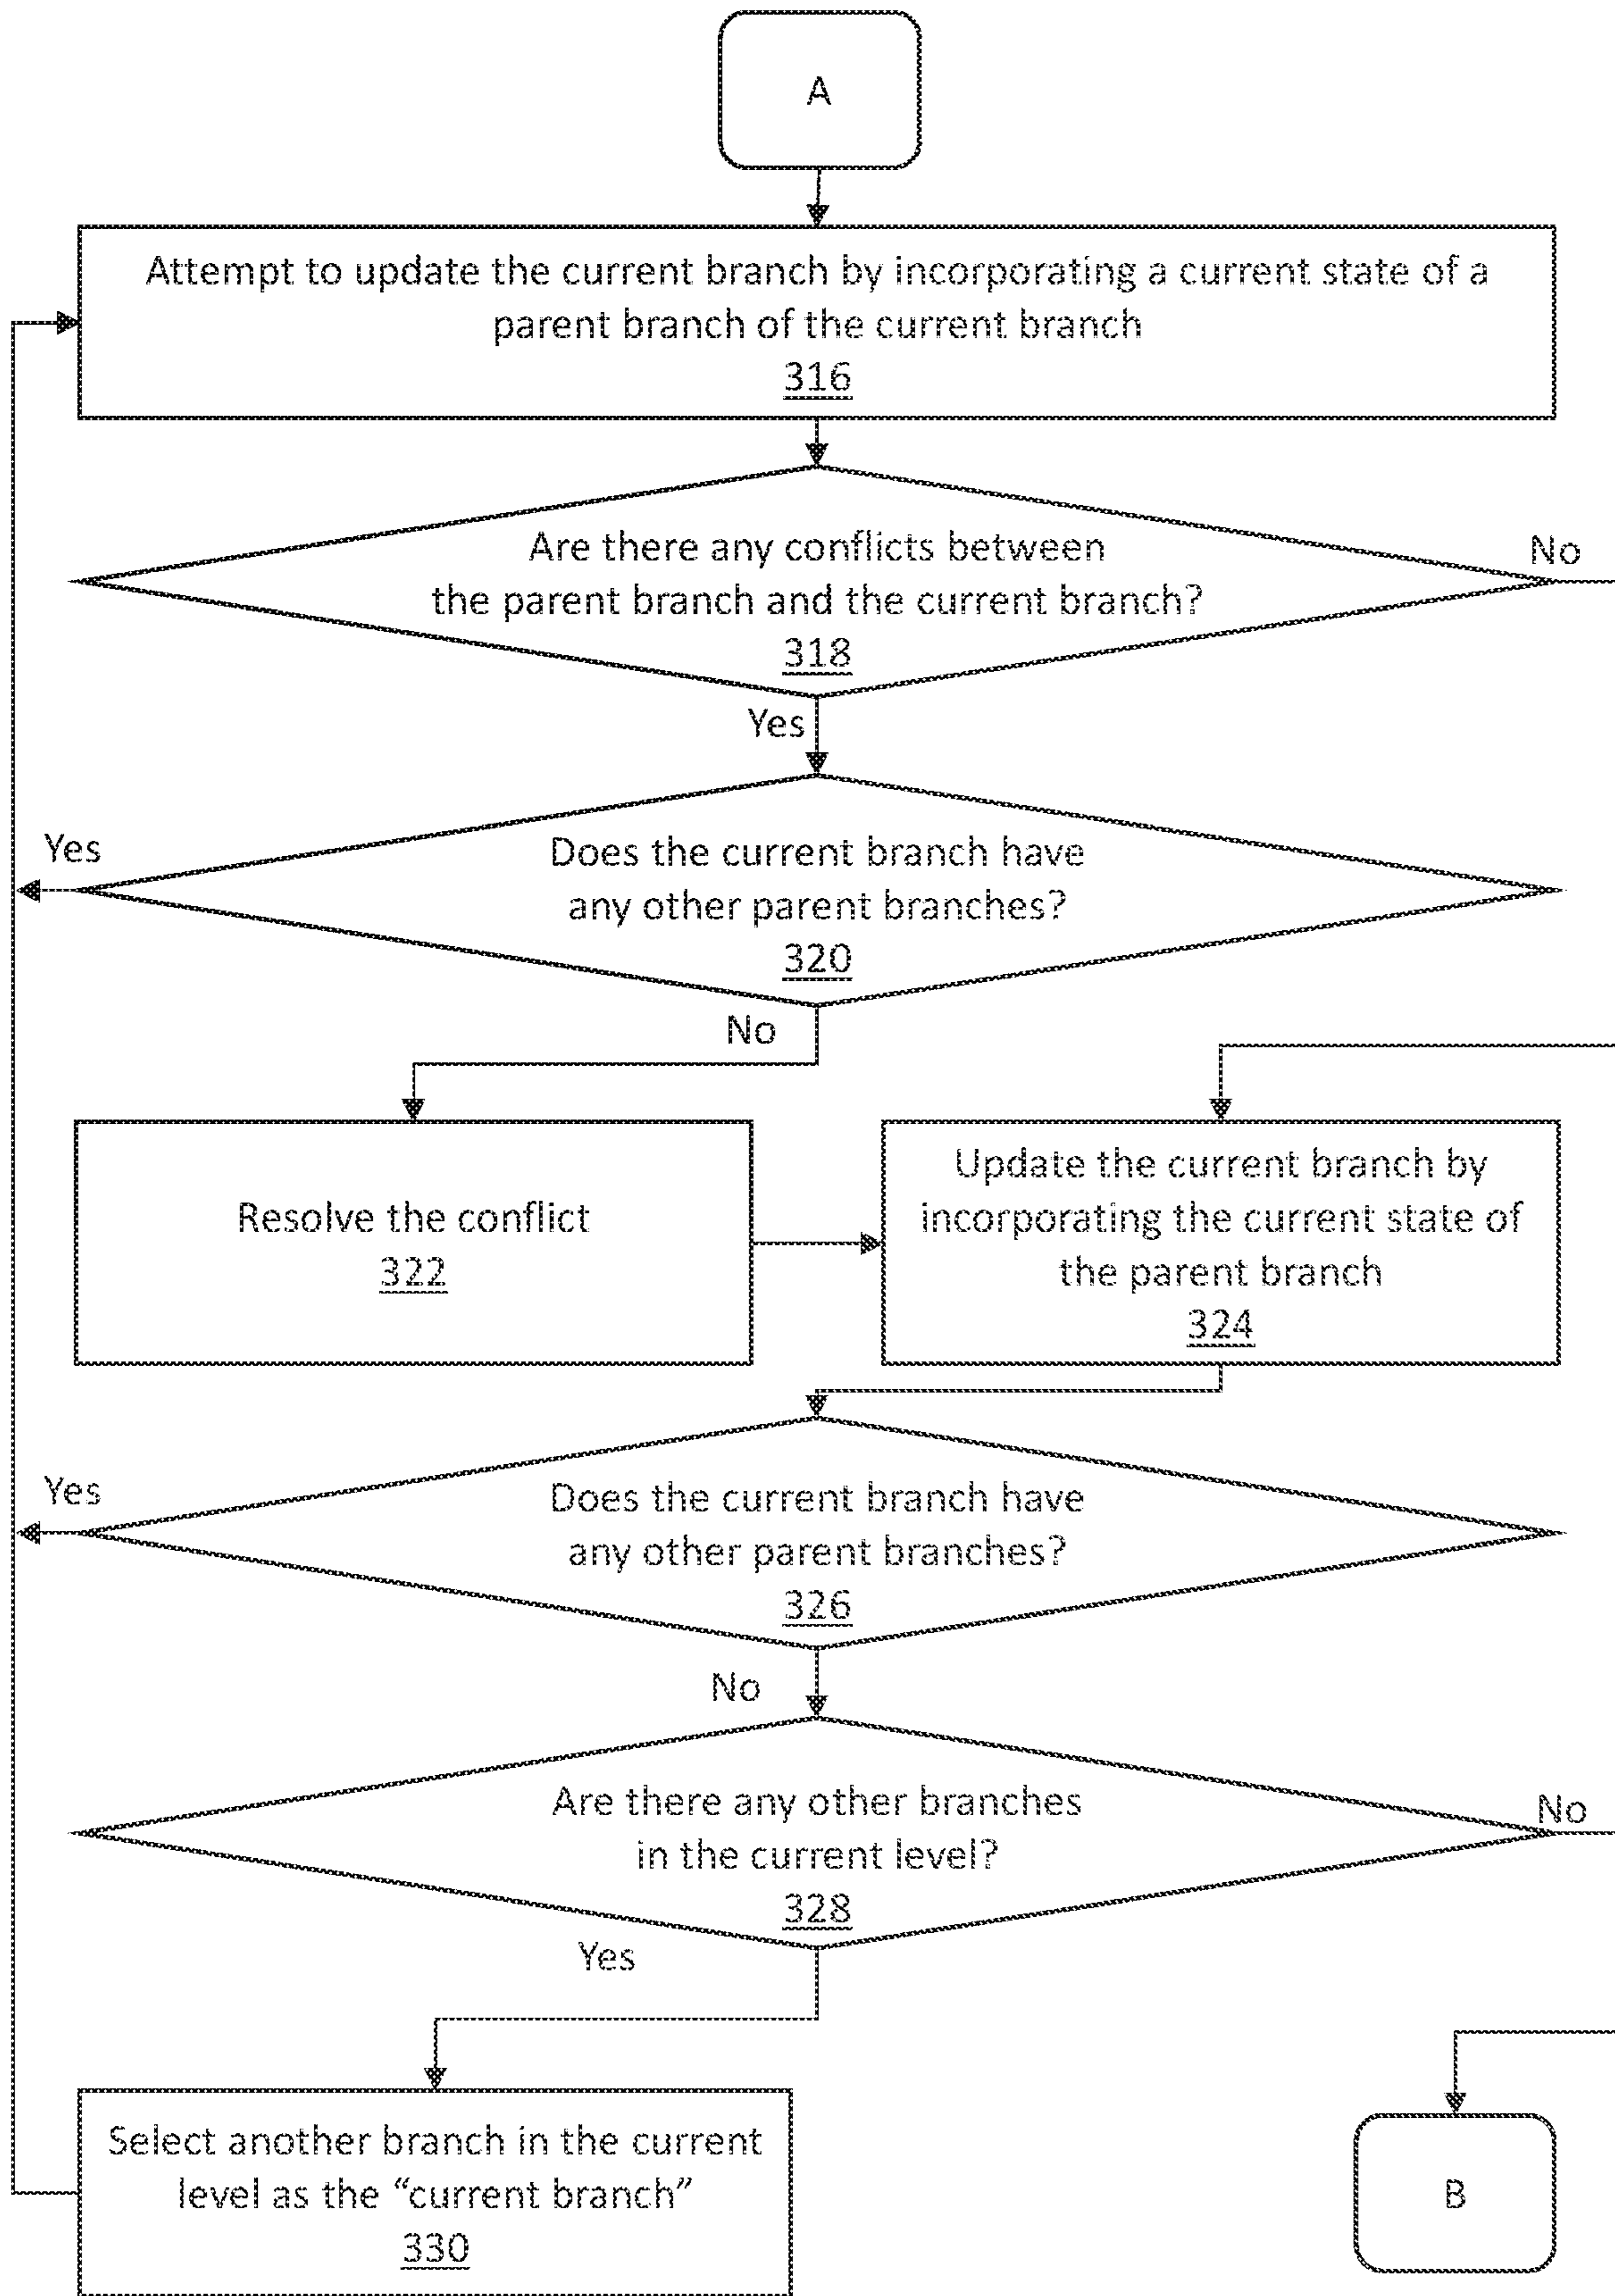 A
Attempt to update the current branch by incorporating a current state of a
parent branch of the current branch
316
Are there any conflicts between
the parent branch and the current branch?
318
No
Yes
Does the current branch have
any other parent branches?
320
Yes
No
Resolve the conflict
322
Update the current branch by
incorporating the current state of
the parent branch
324
Does the current branch have
any other parent branches?
326
Yes
No
Are there any other branches
in the current level?
328
No
Yes
Select another branch in the current
level as the “current branch”
330
B